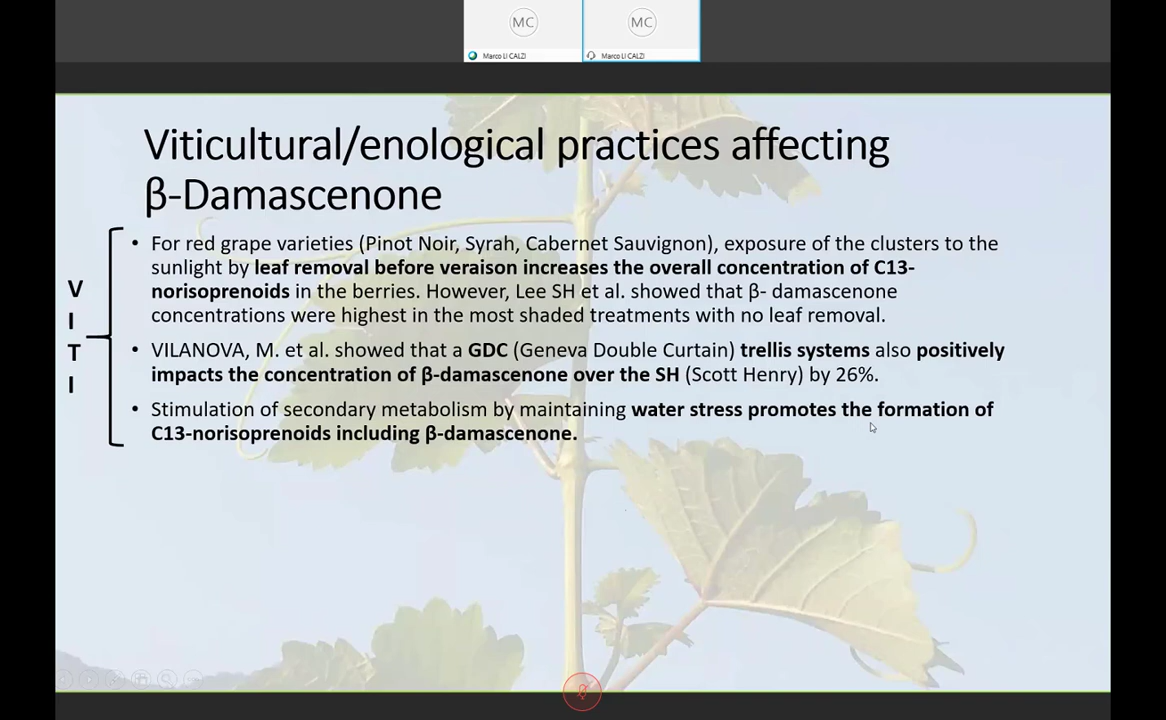 MC
MC
Marco LI CALZI
Marco LI CALZI
Viticultural/enological practices affecting
β-Damascenone
V
I
T
I
• For red grape varieties (Pinot Noir, Syrah, Cabernet Sauvignon), exposure of the clusters to the
sunlight by leaf removal before veraison increases the overall concentration of C13-
norisoprenoids in the berries. However, Lee SH et al. showed that β- damascenone
concentrations were highest in the most shaded treatments with no leaf removal.
• VILANOVA, M. et al. showed that a GDC (Geneva Double Curtain) trellis systems also positively
impacts the concentration of β-damascenone over the SH (Scott Henry) by 26%.
• Stimulation of secondary metabolism by maintaining water stress promotes the formation of
C13-norisoprenoids including β-damascenone.